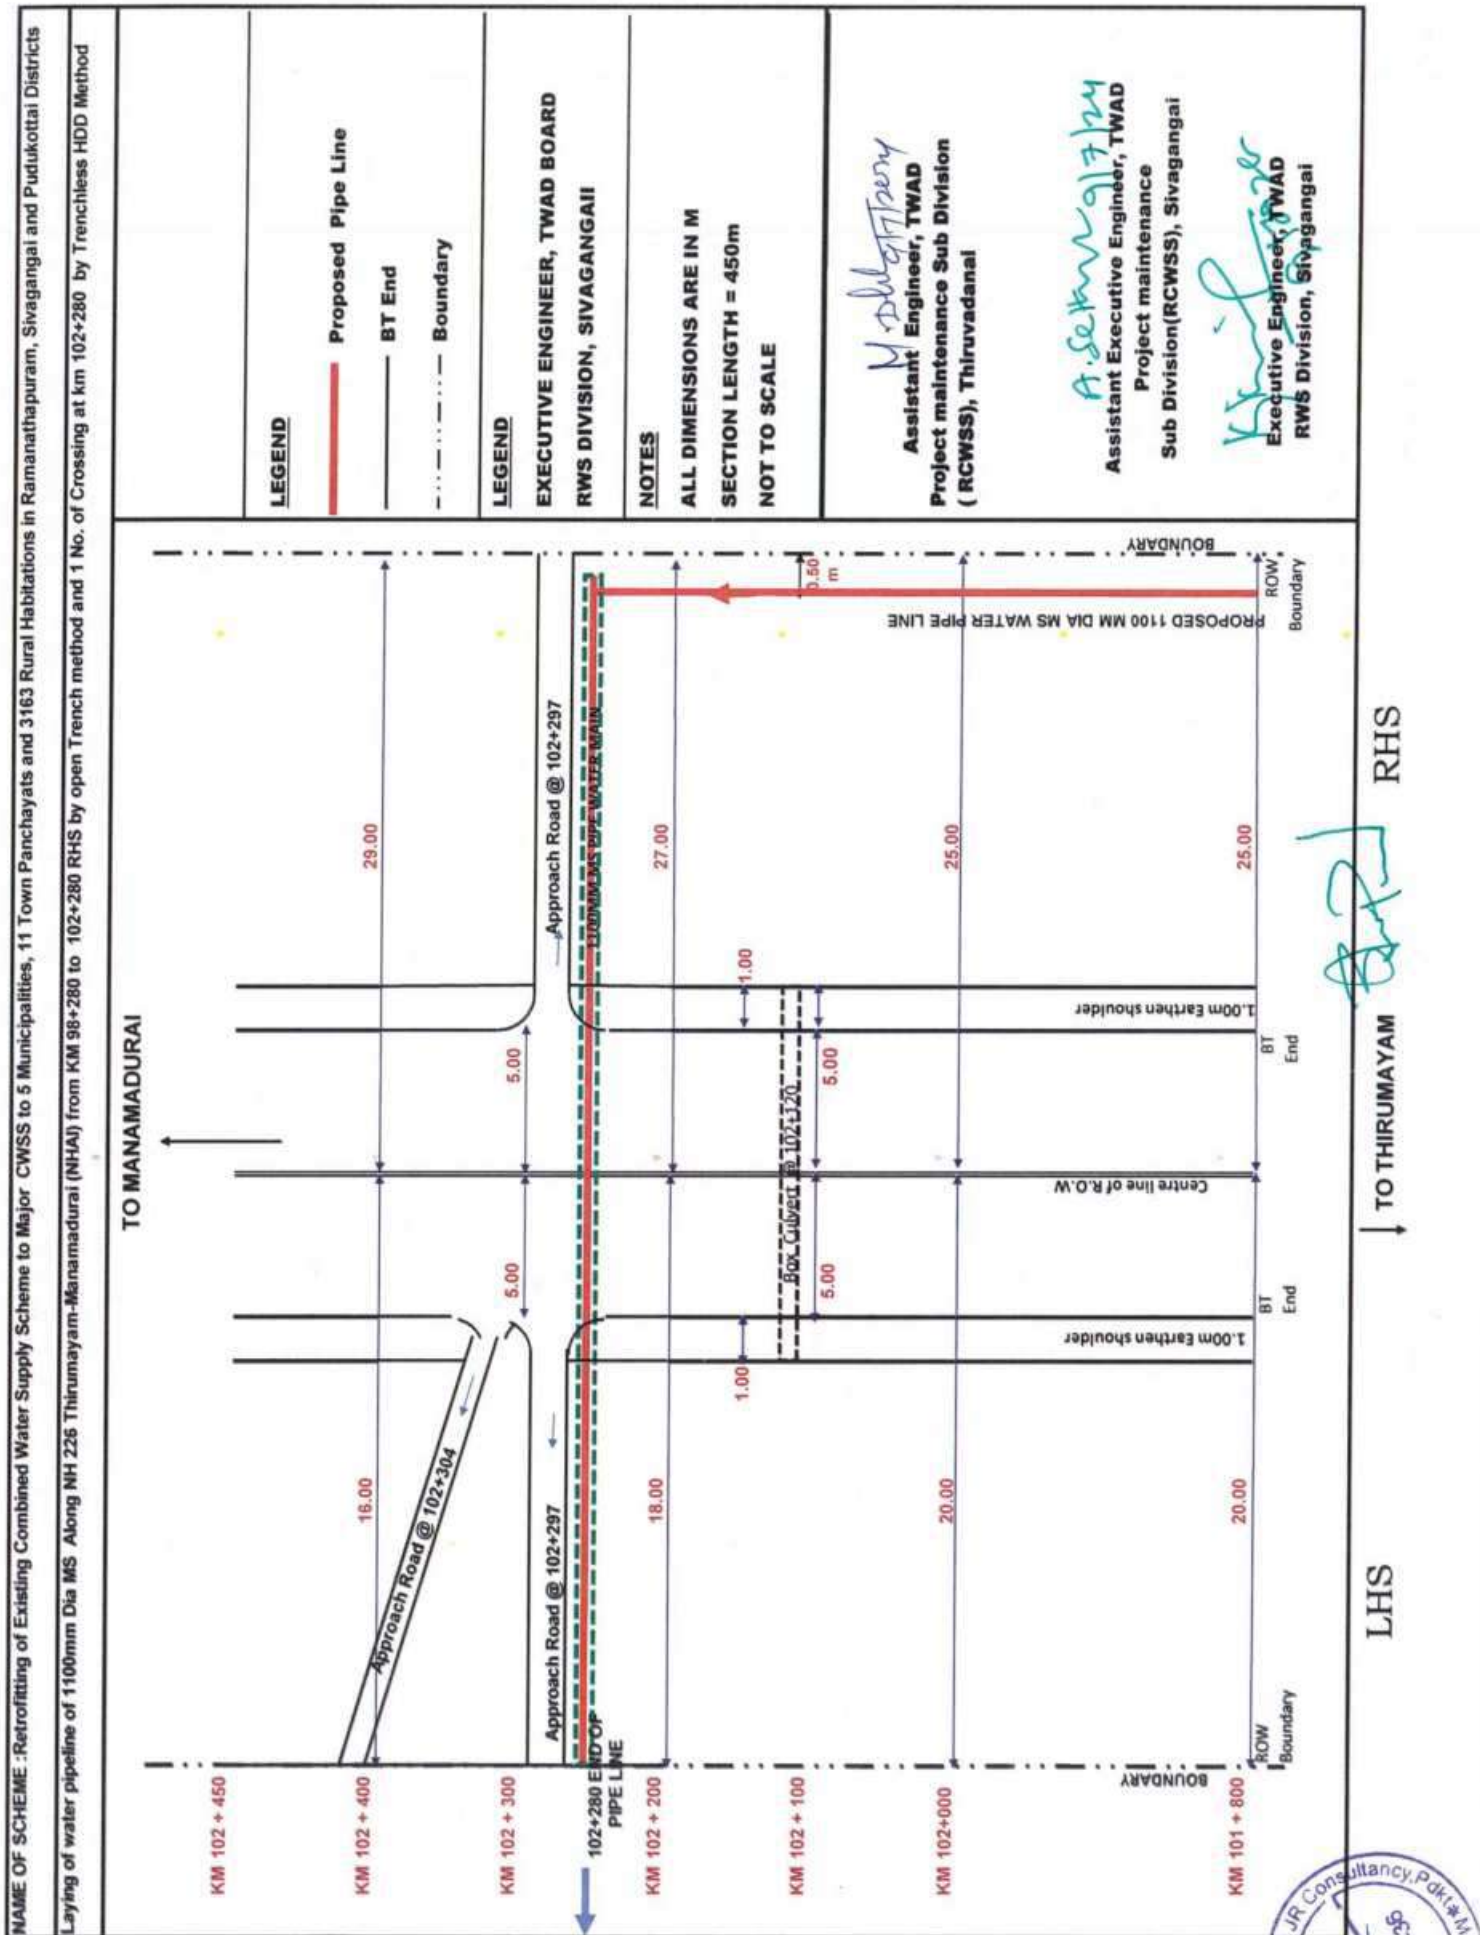 NAME OF SCHEME :Retrofitting of Existing Combined Water Supply Scheme to Major CWSS to 5 Municipalities, 11 Town Panchayats and 3163 Rural Habitations in Ramanathapuram, Sivagangai and Pudukottai Districts
Laying of water pipeline of 1100mm Dia MS Along NH 226 Thirumayam-Manamadurai (NHAI) from KM 98+280 to 102+280 RHS by open Trench method and 1 No. of Crossing at km 102+280 by Trenchless HDD Method
TO MANAMADURAI
KM 102 + 450
KM 102 + 400
16.00
29.00
Approach Road @ 102+304
KM 102 + 300
5.00
5.00
Approach Road @ 102+297
Approach Road @ 102+297
102+280 END OF
PIPE LINE
1100MM MS PIPE WATER MAIN
KM 102 + 200
18.00
27.00
1.00
1.00
KM 102 + 100
Box Culvert @ 102+120
0.50
m
5.00
5.00
PROPOSED 1100 MM DIA MS WATER PIPE LINE
KM 102+000
20.00
25.00
1.00m Earthen shoulder
Centre line of R.O.W
1.00m Earthen shoulder
BOUNDARY
BOUNDARY
KM 101 + 800
20.00
25.00
ROW
Boundary
BT
End
BT
End
ROW
Boundary
LHS
TO THIRUMAYAM
RHS
LEGEND
Proposed Pipe Line
BT End
Boundary
LEGEND
EXECUTIVE ENGINEER, TWAD BOARD
RWS DIVISION, SIVAGANGAII
NOTES
ALL DIMENSIONS ARE IN M
SECTION LENGTH = 450m
NOT TO SCALE
Assistant Engineer, TWAD
Project maintenance Sub Division
( RCWSS), Thiruvadanai
Assistant Executive Engineer, TWAD
Project maintenance
Sub Division(RCWSS), Sivagangai
Executive Engineer, TWAD
RWS Division, Sivagangai
JR Consultancy, Pdkt